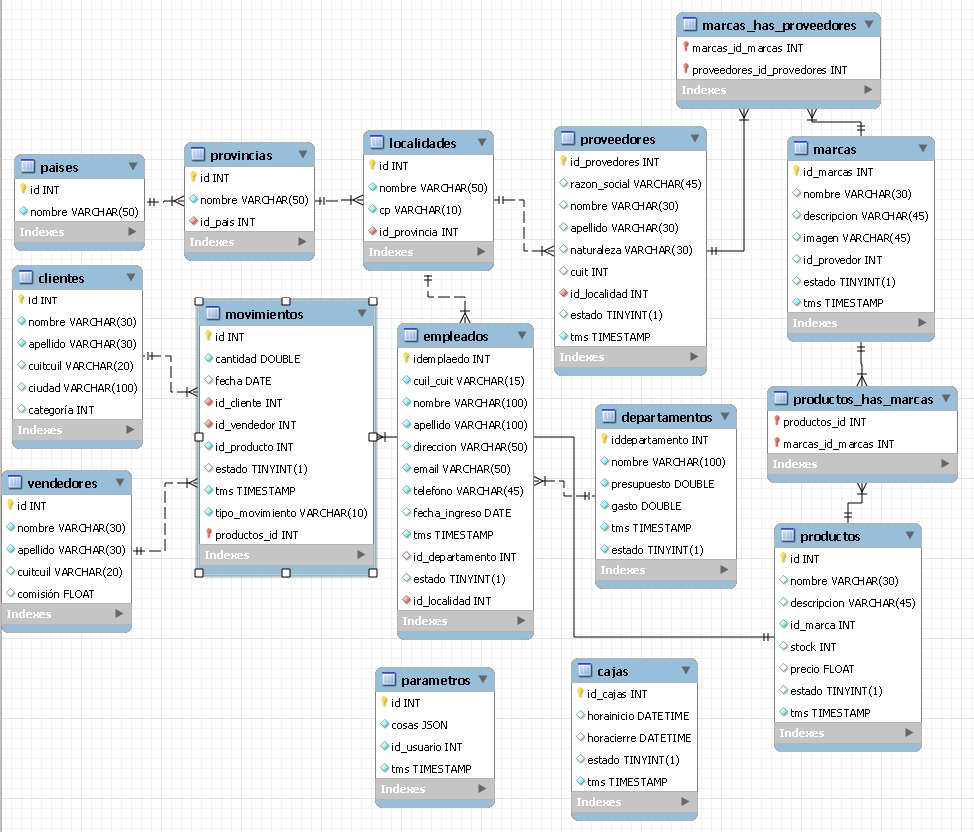 marcas_has_proveedores
marcas_id_marcas INT
proveedores_id_provedores INT
Indexes
paises
id INT
nombre VARCHAR(50)
Indexes
provincias
id INT
nombre VARCHAR(50)
id_pais INT
Indexes
localidades
id INT
nombre VARCHAR(50)
cp VARCHAR(10)
id_provincia INT
Indexes
proveedores
id_provedores INT
razon_social VARCHAR(45)
nombre VARCHAR(30)
apellido VARCHAR(30)
naturaleza VARCHAR(30)
cuit INT
id_localidad INT
estado TINYINT(1)
tms TIMESTAMP
Indexes
marcas
id_marcas INT
nombre VARCHAR(30)
descripcion VARCHAR(45)
imagen VARCHAR(45)
id_provedor INT
estado TINYINT(1)
tms TIMESTAMP
Indexes
clientes
id INT
nombre VARCHAR(30)
apellido VARCHAR(30)
cuitcuil VARCHAR(20)
ciudad VARCHAR(100)
categoría INT
Indexes
movimientos
id INT
cantidad DOUBLE
fecha DATE
id_cliente INT
id_vendedor INT
id_producto INT
estado TINYINT(1)
tms TIMESTAMP
tipo_movimiento VARCHAR(10)
productos_id INT
Indexes
empleados
idemplaedo INT
cuil_cuit VARCHAR(15)
nombre VARCHAR(100)
apellido VARCHAR(100)
direccion VARCHAR(50)
email VARCHAR(50)
telefono VARCHAR(45)
fecha_ingreso DATE
tms TIMESTAMP
id_departamento INT
estado TINYINT(1)
id_localidad INT
Indexes
departamentos
iddepartamento INT
nombre VARCHAR(100)
presupuesto DOUBLE
gasto DOUBLE
tms TIMESTAMP
estado TINYINT(1)
Indexes
productos_has_marcas
productos_id INT
marcas_id_marcas INT
Indexes
vendedores
id INT
nombre VARCHAR(30)
apellido VARCHAR(30)
cuitcuil VARCHAR(20)
comisión FLOAT
Indexes
productos
id INT
nombre VARCHAR(30)
descripcion VARCHAR(45)
id_marca INT
stock INT
precio FLOAT
estado TINYINT(1)
tms TIMESTAMP
Indexes
parametros
id INT
cosas JSON
id_usuario INT
tms TIMESTAMP
Indexes
cajas
id_cajas INT
horainicio DATETIME
horacierre DATETIME
estado TINYINT(1)
tms TIMESTAMP
Indexes